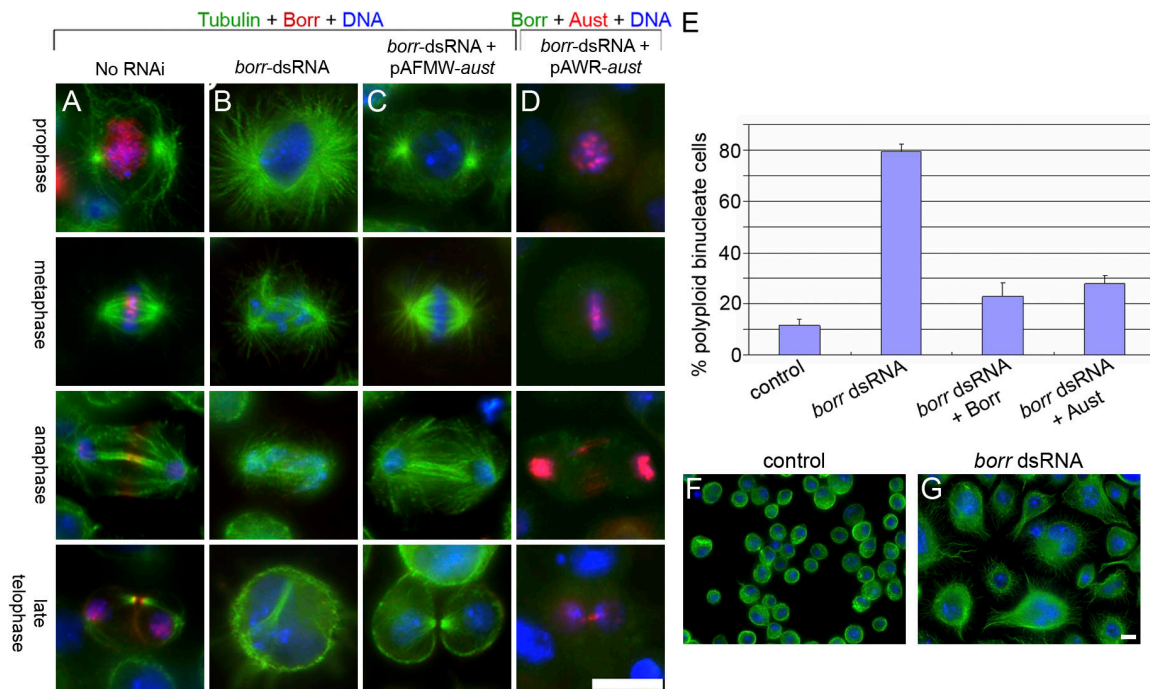 Tubulin + Borr + DNA
Borr + Aust + DNA
No RNAi
borr-dsRNA
borr-dsRNA +
pAFMW-aust
borr-dsRNA +
pAWR-aust
A
B
C
D
prophase
metaphase
anaphase
late
telophase
E
% polyploid binucleate cells
80
60
40
20
0
control
borr dsRNA
borr dsRNA
+ Borr
borr dsRNA
+ Aust
control
borr dsRNA
F
G